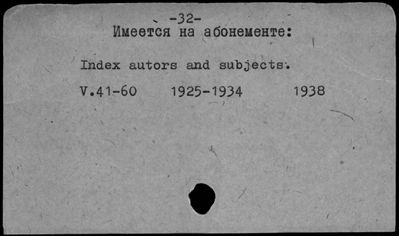 -32-
Имеется на абонементе:
Index autors and subjects.
V.41-60 1925-1934 1938